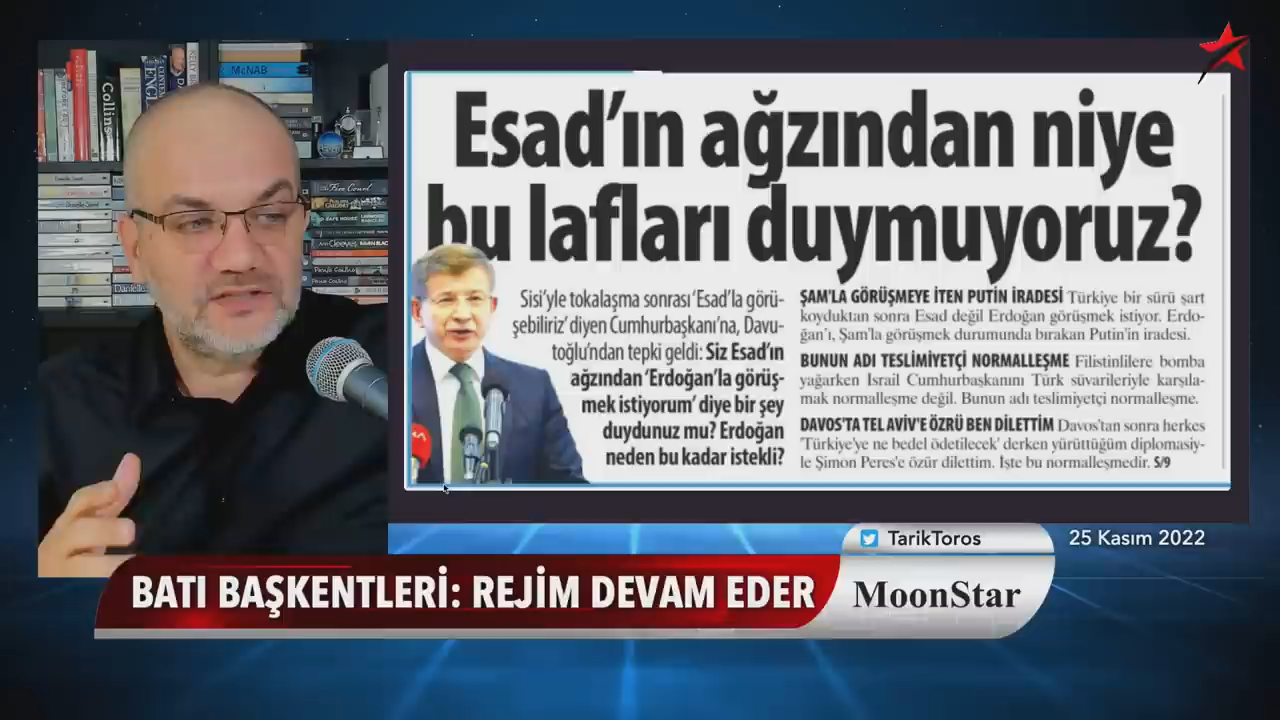 McNAB
Collins
Esad'ın ağzından niye
bu lafları duymuyoruz?
Sisi'yle tokalaşma sonrası 'Esad'la görü-
şebiliriz' diyen Cumhurbaşkanı'na, Davu-
toğlu'ndan tepki geldi: Siz Esad'ın
ağzından 'Erdoğan'la görüş-
mek istiyorum' diye bir şey
duydunuz mu? Erdoğan
neden bu kadar istekli?
ŞAM'LA GÖRÜŞMEYE İTEN PUTİN İRADESİ Türkiye bir sürü şart
koyduktan sonra Esad değil Erdoğan görüşmek istiyor. Erdo-
ğan'ı, Şam'la görüşmek durumunda bırakan Putin'in iradesi.
BUNUN ADI TESLİMİYETÇİ NORMALLEŞME Filistinlilere bomba
yağarken İsrail Cumhurbaşkanını Türk süvarileriyle karşıla-
mak normalleşme değil. Bunun adı teslimiyetçi normalleşme.
DAVOS'TA TEL AVİV'E ÖZRÜ BEN DİLETTİM Davos'tan sonra herkes
'Türkiye'ye ne bedel ödetilecek' derken yürüttüğüm diplomasiy-
le Şimon Peres'e özür dilettim. İşte bu normalleşmedir. S/9
TarikToros
25 Kasım 2022
BATI BAŞKENTLERİ: REJİM DEVAM EDER
MoonStar